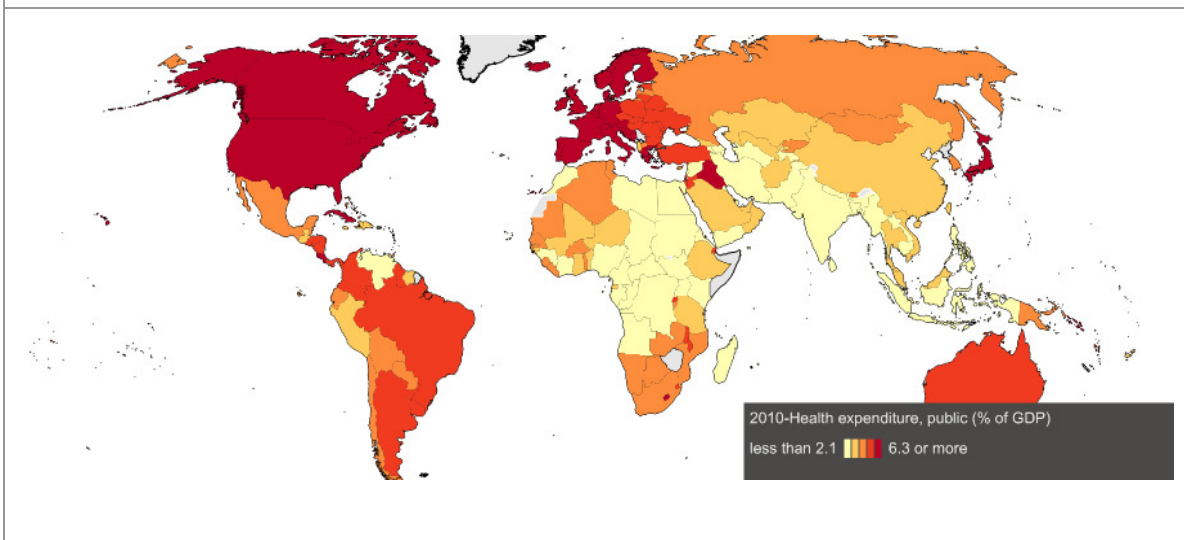 2010-Health expenditure, public (% of GDP)
less than 2.1 6.3 or more